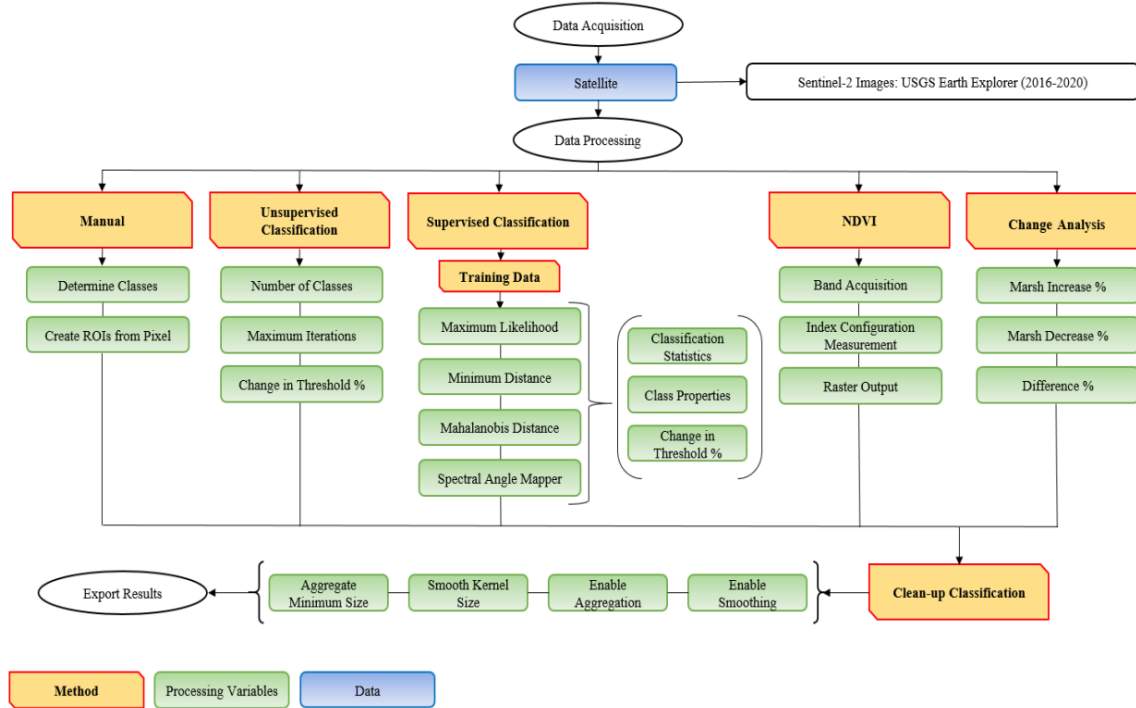 Data Acquisition
Satellite
Sentinel-2 Images: USGS Earth Explorer (2016-2020)
Data Processing
Manual
Unsupervised
Classification
Supervised Classification
NDVI
Change Analysis
Training Data
Determine Classes
Create ROIs from Pixel
Number of Classes
Maximum Iterations
Change in Threshold %
Maximum Likelihood
Minimum Distance
Mahalanobis Distance
Spectral Angle Mapper
Classification
Statistics
Class Properties
Change in
Threshold %
Band Acquisition
Index Configuration
Measurement
Raster Output
Marsh Increase %
Marsh Decrease %
Difference %
Export Results
Aggregate
Minimum Size
Smooth Kernel
Size
Enable
Aggregation
Enable
Smoothing
Clean-up Classification
Method
Processing Variables
Data